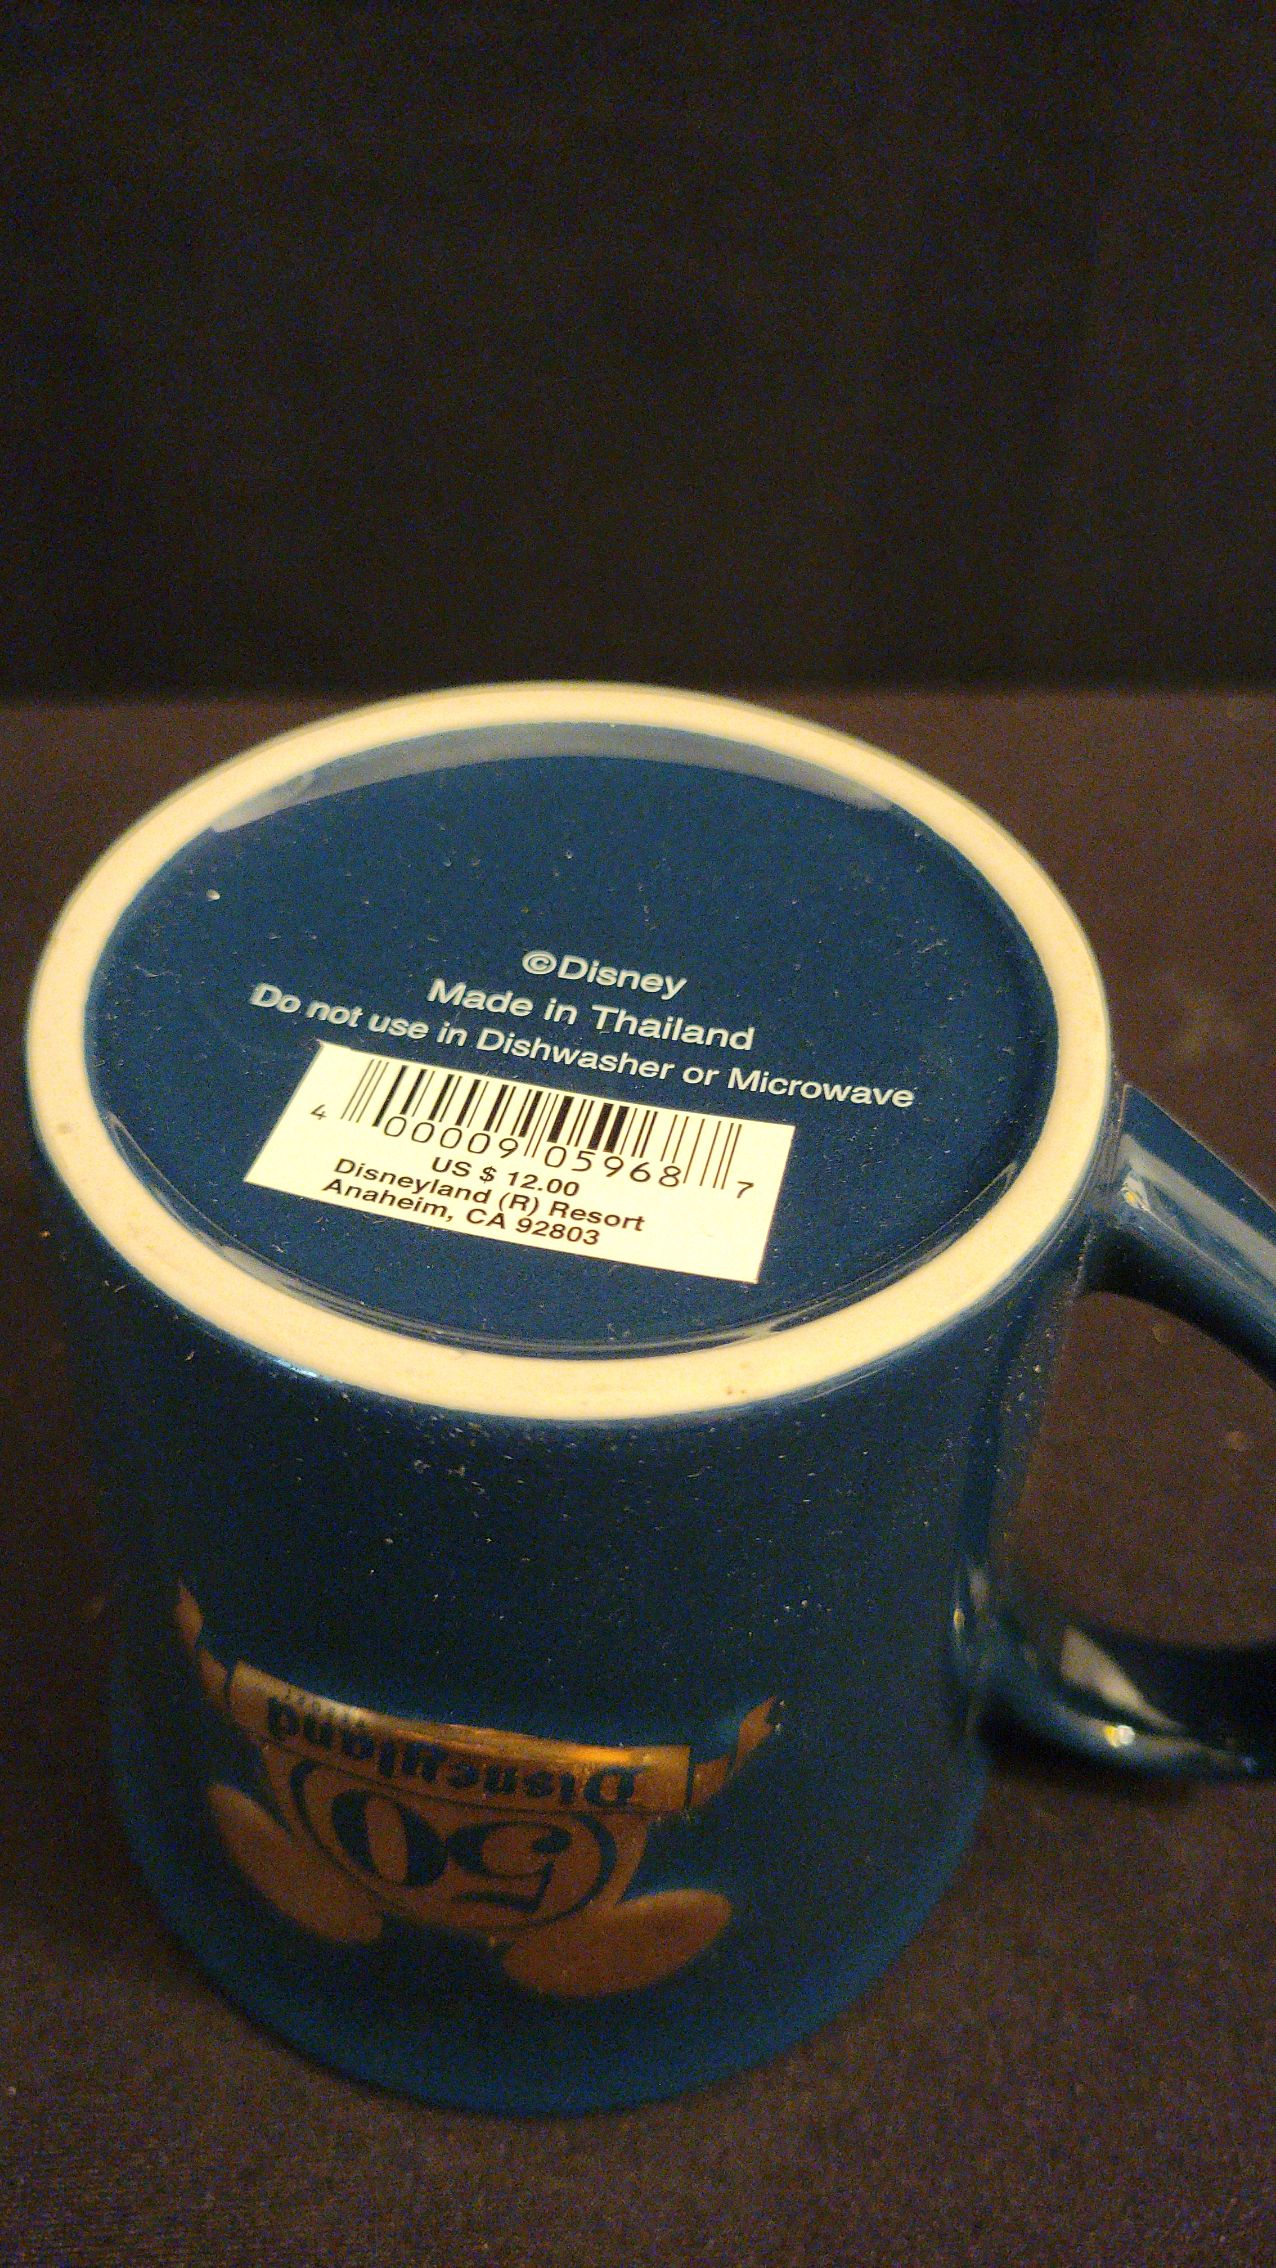 ©Disney
Made in Thailand
Do not use in Dishwasher or Microwave
4 00009 05968 7
US $ 12.00
Disneyland (R) Resort
Anaheim, CA 92803
Disneyland
50